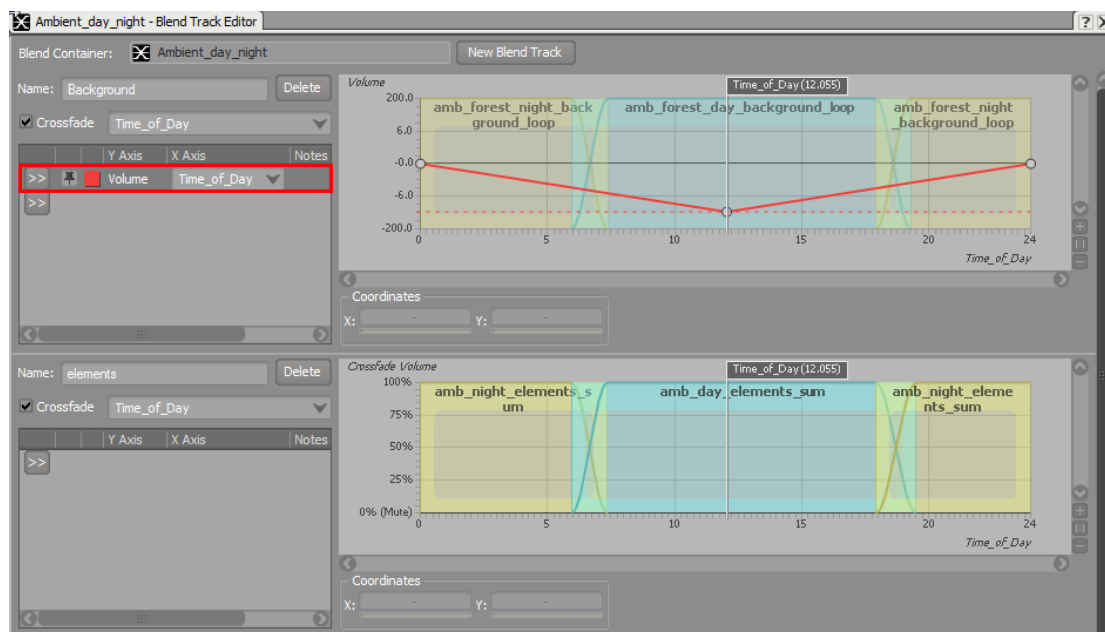 Ambient_day_night - Blend Track Editor
?
Blend Container: Ambient_day_night New Blend Track
Name: Background Delete
Crossfade Time_of_Day
Y Axis X Axis Notes
>> Volume Time_of_Day
>>
Volume
Time_of_Day(12.055)
200.0
6.0
-0.0
-6.0
-200.0
amb_forest_night_back
ground_loop
amb_forest_day_background_loop
amb_forest_night
_background_loop
0 5 10 15 20 24
Time_of_Day
Coordinates
X: - Y: -
Name: elements Delete
Crossfade Time_of_Day
Y Axis X Axis Notes
>>
Crossfade Volume
Time_of_Day(12.055)
100%
75%
50%
25%
0% (Mute)
amb_night_elements_s
um
amb_day_elements_sum
amb_night_eleme
nts_sum
0 5 10 15 20 24
Time_of_Day
Coordinates
X: - Y: -